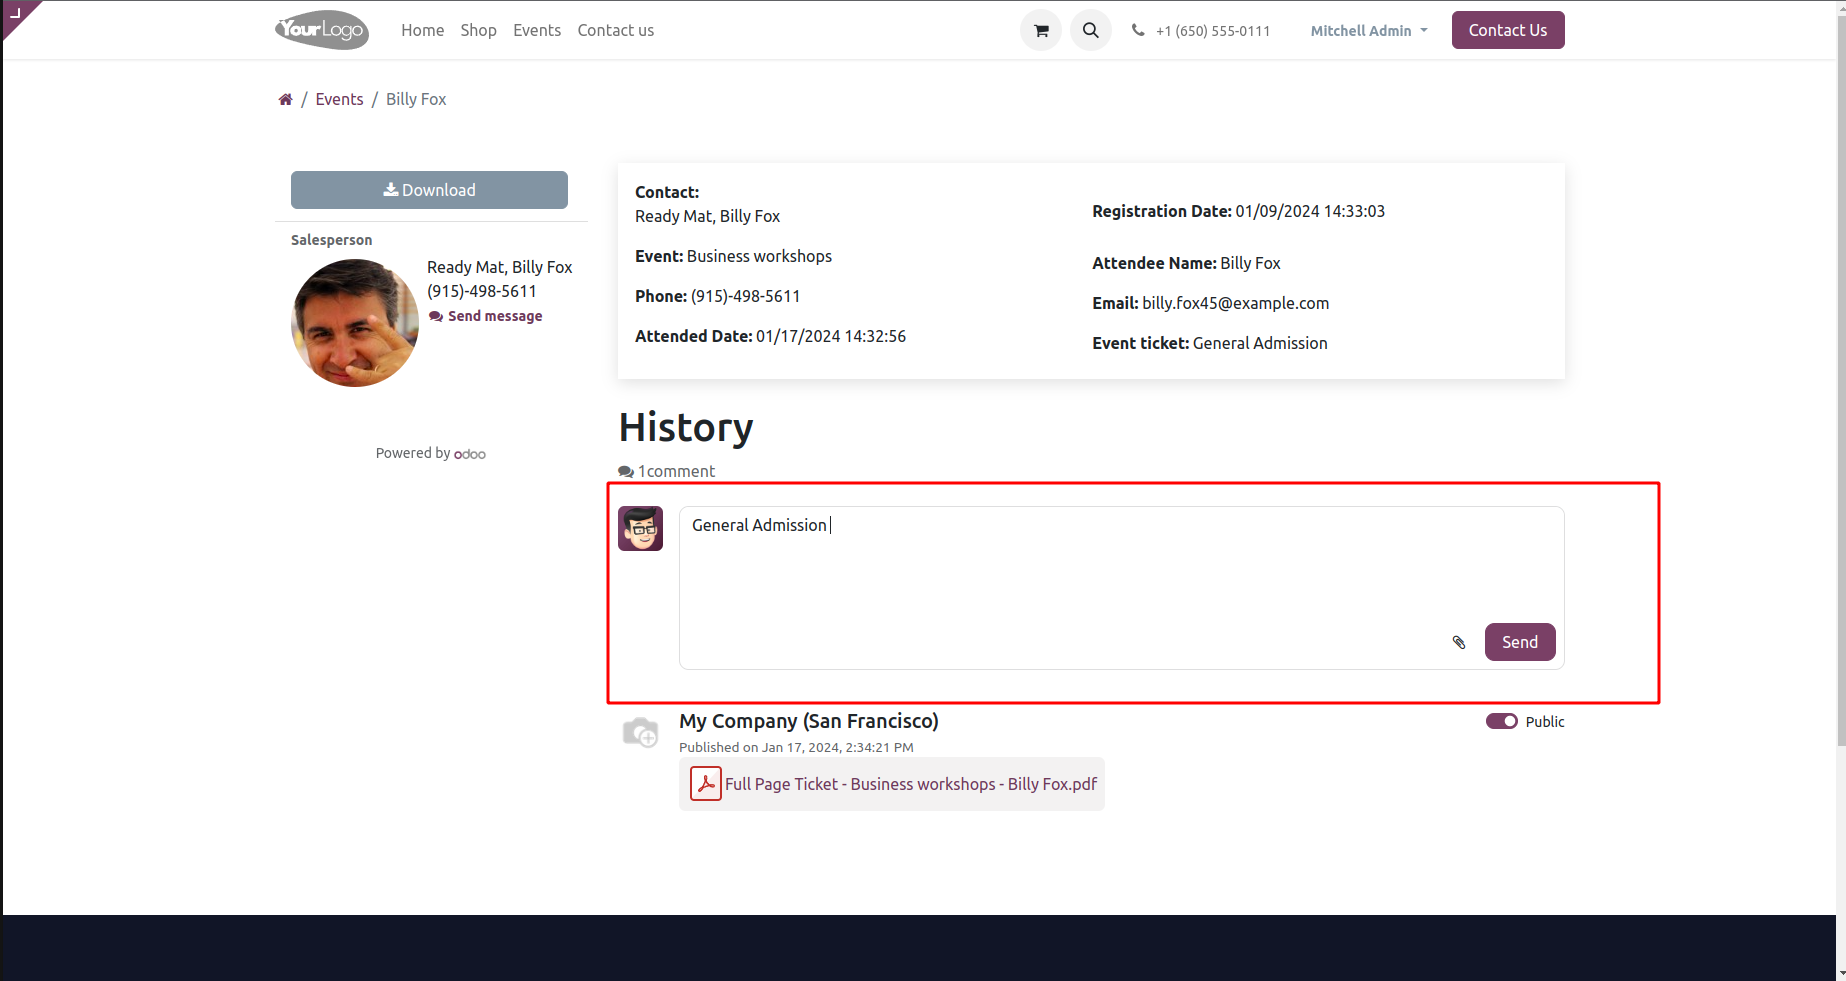 YourLogo
Home Shop Events Contact us
+1 (650) 555-0111
Mitchell Admin
Contact Us
/ Events / Billy Fox
Download
Salesperson
Ready Mat, Billy Fox
(915)-498-5611
Send message
Powered by odoo
Contact:
Ready Mat, Billy Fox
Event: Business workshops
Phone: (915)-498-5611
Attended Date: 01/17/2024 14:32:56
Registration Date: 01/09/2024 14:33:03
Attendee Name: Billy Fox
Email: billy.fox45@example.com
Event ticket: General Admission
History
1comment
General Admission
Send
My Company (San Francisco)
Public
Published on Jan 17, 2024, 2:34:21 PM
Full Page Ticket - Business workshops - Billy Fox.pdf